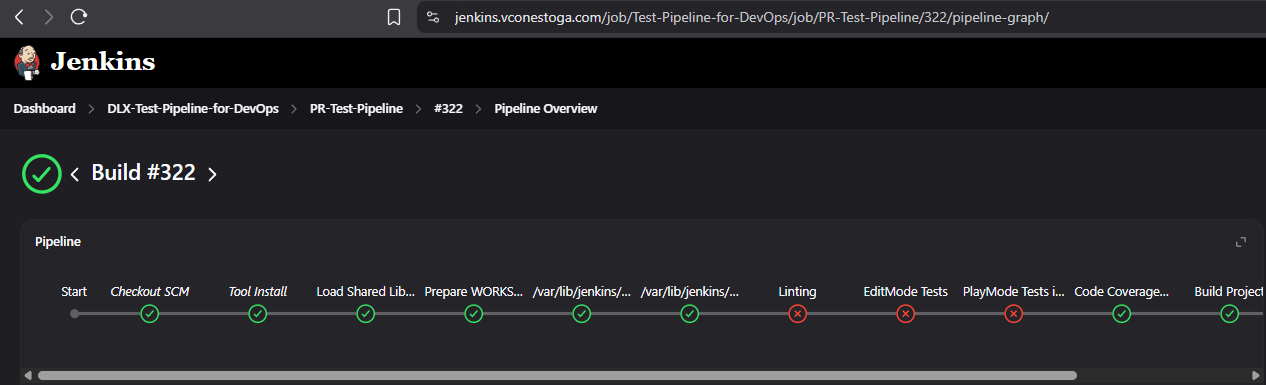 jenkins.vconestoga.com/job/Test-Pipeline-for-DevOps/job/PR-Test-Pipeline/322/pipeline-graph/
Jenkins
Dashboard > DLX-Test-Pipeline-for-DevOps > PR-Test-Pipeline > #322 > Pipeline Overview
Build #322
Pipeline
Start Checkout SCM Tool Install Load Shared Lib... Prepare WORKS... /var/lib/jenkins/... /var/lib/jenkins/... Linting EditMode Tests PlayMode Tests i... Code Coverage... Build Project